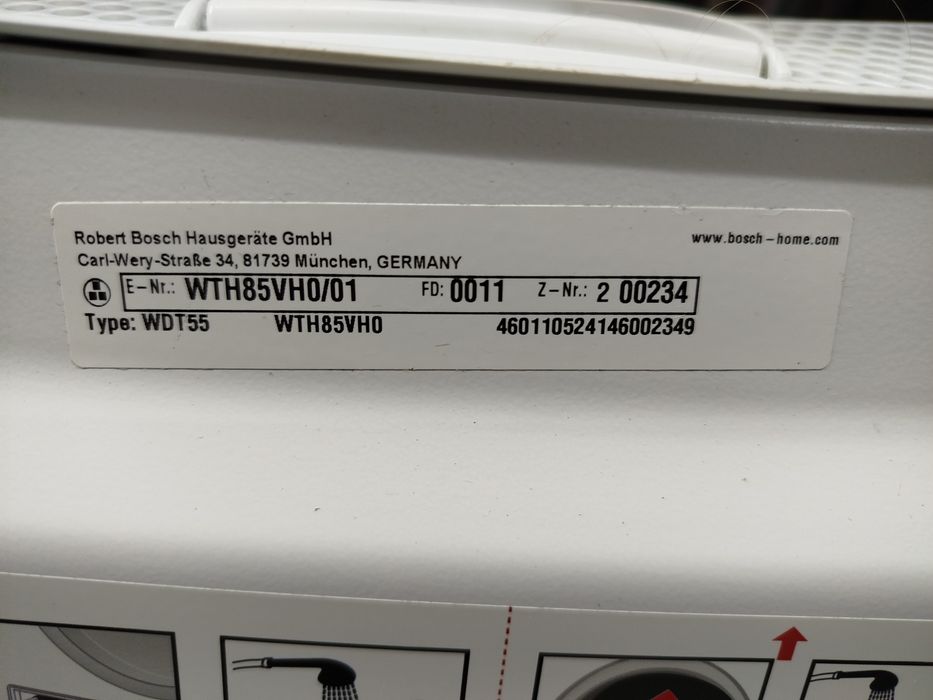 Robert Bosch Hausgeräte GmbH
www.bosch-home.com
Carl-Wery-Straße 34, 81739 München, GERMANY
E-Nr.: WTH85VH0/01 FD: 0011 Z-Nr.: 2 00234
Type: WDT55 WTH85VH0 460110524146002349